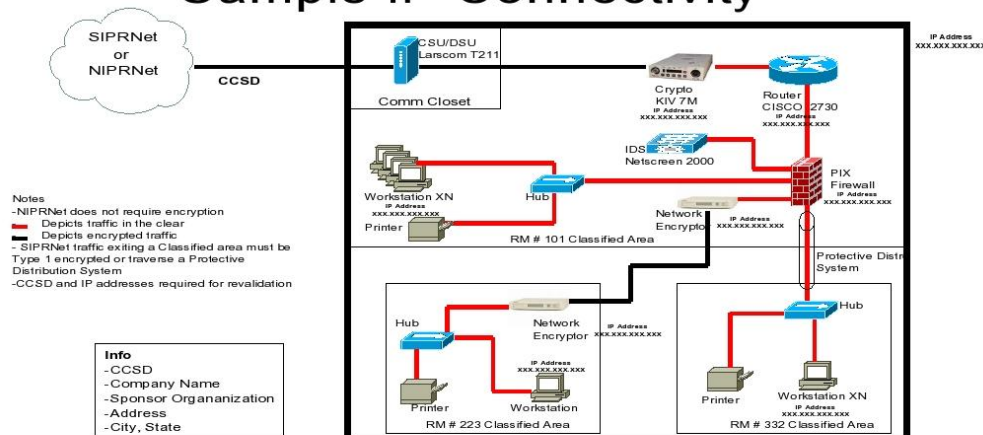 Sample IP Connectivity
SIPRNet
or
NIPRNet
CCSD
CSU/DSU
Larscom T211
Comm Closet
Crypto
KIV 7M
IP Address
xxx.xxx.xxx.xxx
Router
CISCO 2730
IP Address
xxx.xxx.xxx.xxx
IP Address
xxx.xxx.xxx.xxx
IDS
Netscreen 2000
PIX
Firewall
IP Address
xxx.xxx.xxx.xxx
Workstation XN
IP Address
xxx.xxx.xxx.xxx
Printer
Hub
Network
Encryptor
IP Address
xxx.xxx.xxx.xxx
RM # 101 Classified Area
Notes
-NIPRNet does not require encryption
Depicts traffic in the clear
Depicts encrypted traffic
- SIPRNet traffic exiting a Classified area must be
Type 1 encrypted or traverse a Protective
Distribution System
-CCSD and IP addresses required for revalidation
Protective Distr
System
Hub
Network
Encryptor
IP Address
xxx.xxx.xxx.xxx
IP Address
xxx.xxx.xxx.xxx
Printer
Workstation
RM # 223 Classified Area
Hub
Printer
Workstation XN
IP Address
xxx.xxx.xxx.xxx
RM # 332 Classified Area
Info
-CCSD
-Company Name
-Sponsor Organanization
-Address
-City, State